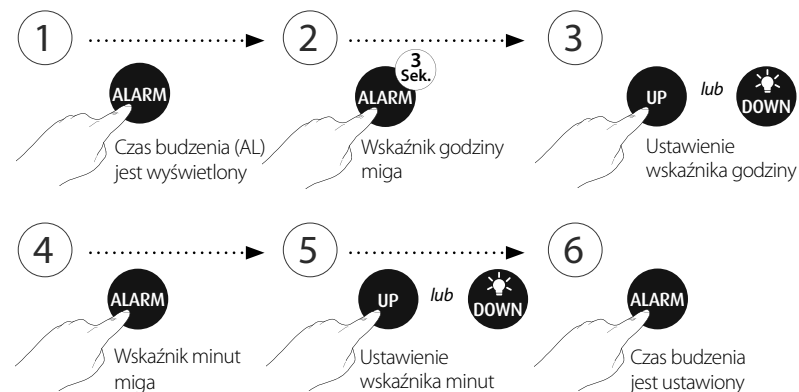 1
ALARM
Czas budzenia (AL)
jest wyświetlony
2
3
Sek.
ALARM
Wskaźnik godziny
miga
3
UP lub DOWN
Ustawienie
wskaźnika godziny
4
ALARM
Wskaźnik minut
miga
5
UP lub DOWN
Ustawienie
wskaźnika minut
6
ALARM
Czas budzenia
jest ustawiony